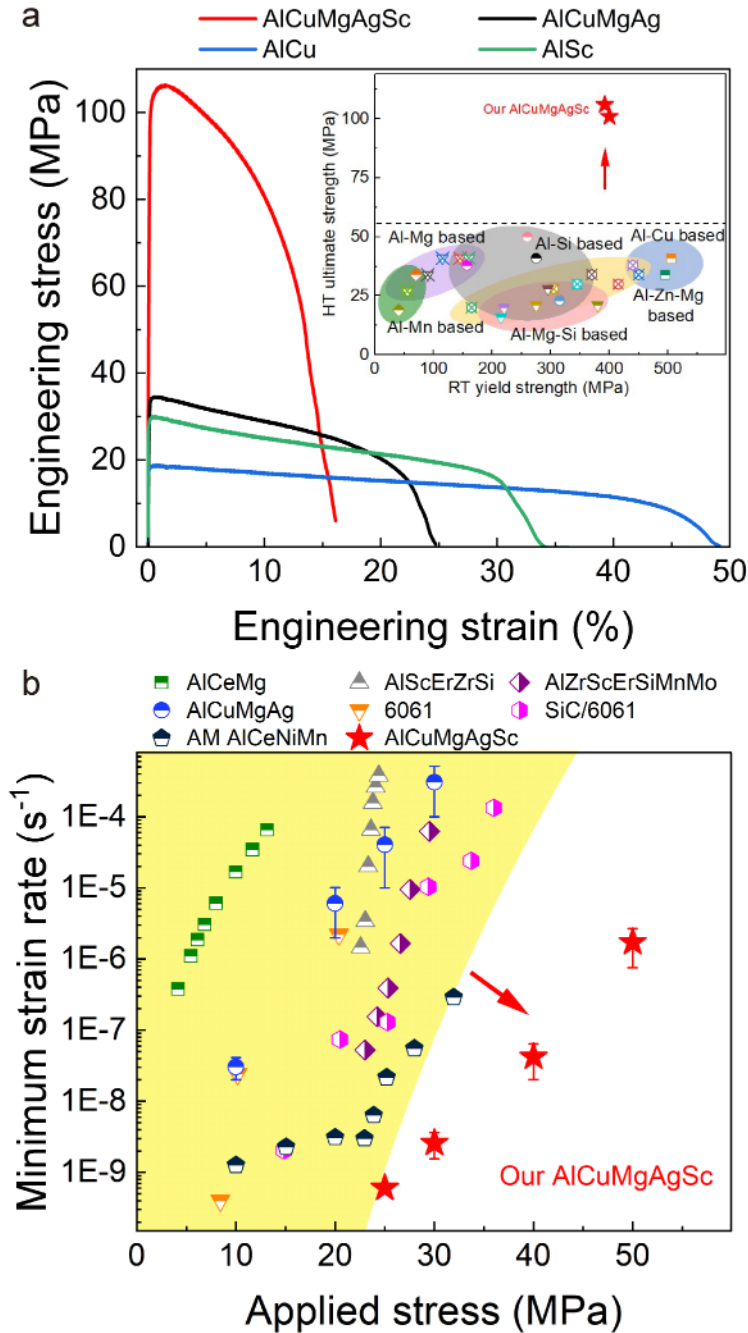 a
AlCuMgAgSc AlCuMgAg
AlCu AlSc
Engineering stress (MPa)
100
80
60
40
20
0
0 10 20 30 40 50
Engineering strain (%)
HT ultimate strength (MPa)
100
75
50
25
0
Our AlCuMgAgSc
Al-Mg based Al-Si based Al-Cu based
Al-Mn based Al-Mg-Si based Al-Zn-Mg
based
0 100 200 300 400 500
RT yield strength (MPa)
b
AlCeMg AlScErZrSi AlZrScErSiMnMo
AlCuMgAg 6061 SiC/6061
AM AlCeNiMn AlCuMgAgSc
Minimum strain rate (s⁻¹)
1E-4
1E-5
1E-6
1E-7
1E-8
1E-9
Our AlCuMgAgSc
0 10 20 30 40 50
Applied stress (MPa)